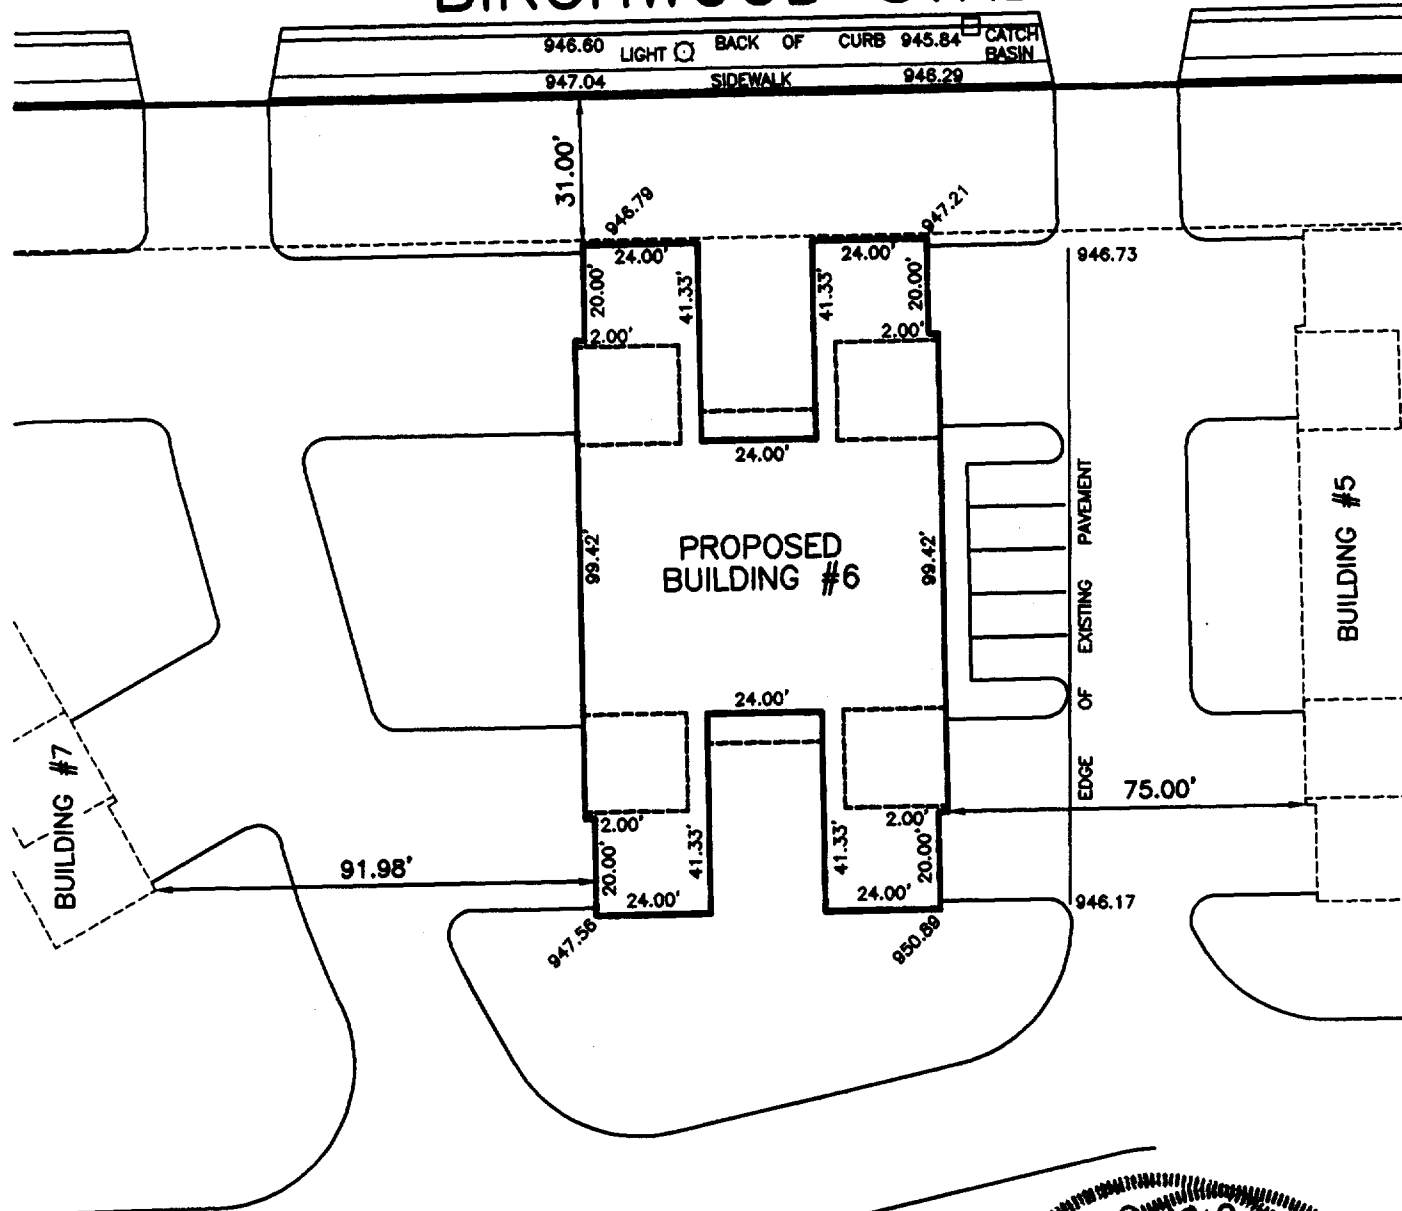 946.60 LIGHT BACK OF CURB 945.84 CATCH
BASIN
947.04 SIDEWALK 946.29
31.00'
946.79 947.21
24.00' 24.00'
946.73
20.00' 41.33' 41.33' 20.00'
2.00' 2.00'
24.00'
PROPOSED
BUILDING #6
99.42' 99.42'
EDGE OF EXISTING PAVEMENT
BUILDING #5
24.00'
BUILDING #7
75.00'
2.00' 2.00'
91.98'
20.00' 41.33' 41.33' 20.00'
24.00' 24.00'
946.17
947.56 950.89